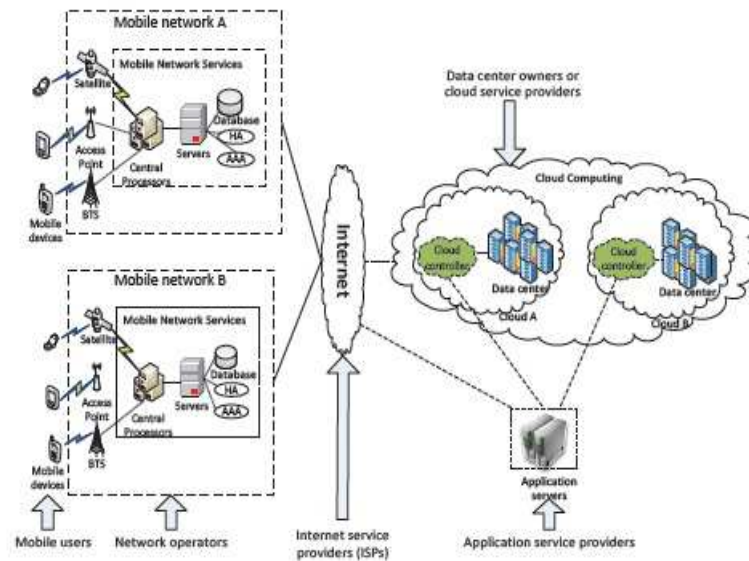 Mobile network A
Mobile Network Services
Satellite
Database
HA
AAA
Access
Point
Servers
Central
Processors
Mobile
devices
BTS
Mobile network B
Mobile Network Services
Satellite
Database
HA
AAA
Access
Point
Servers
Central
Processors
Mobile
devices
BTS
Mobile users
Network operators
Internet
Internet service
providers (ISPs)
Data center owners or
cloud service providers
Cloud Computing
Cloud
controller
Data center
Cloud A
Cloud
controller
Data center
Cloud B
Application
servers
Application service providers